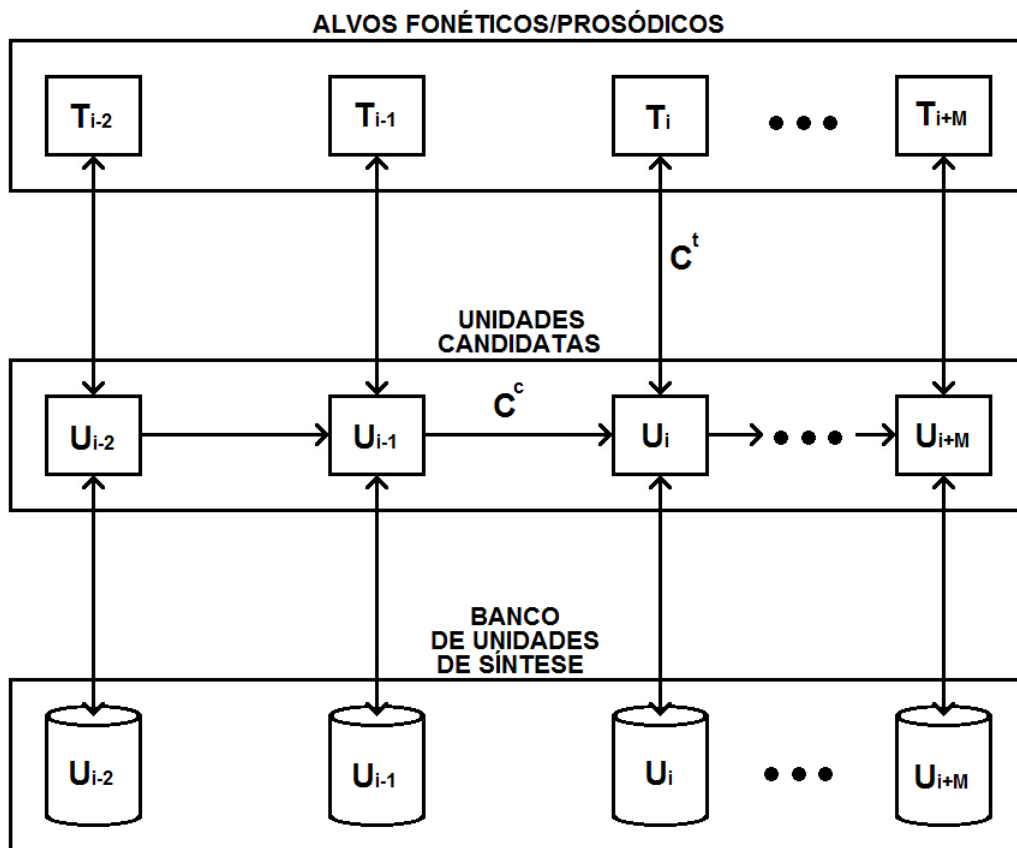 ALVOS FONÉTICOS/PROSÓDICOS
Ti-2 Ti-1 Ti Ti+M
Ct
UNIDADES
CANDIDATAS
Cc
Ui-2 Ui-1 Ui Ui+M
BANCO
DE UNIDADES
DE SÍNTESE
Ui-2 Ui-1 Ui Ui+M